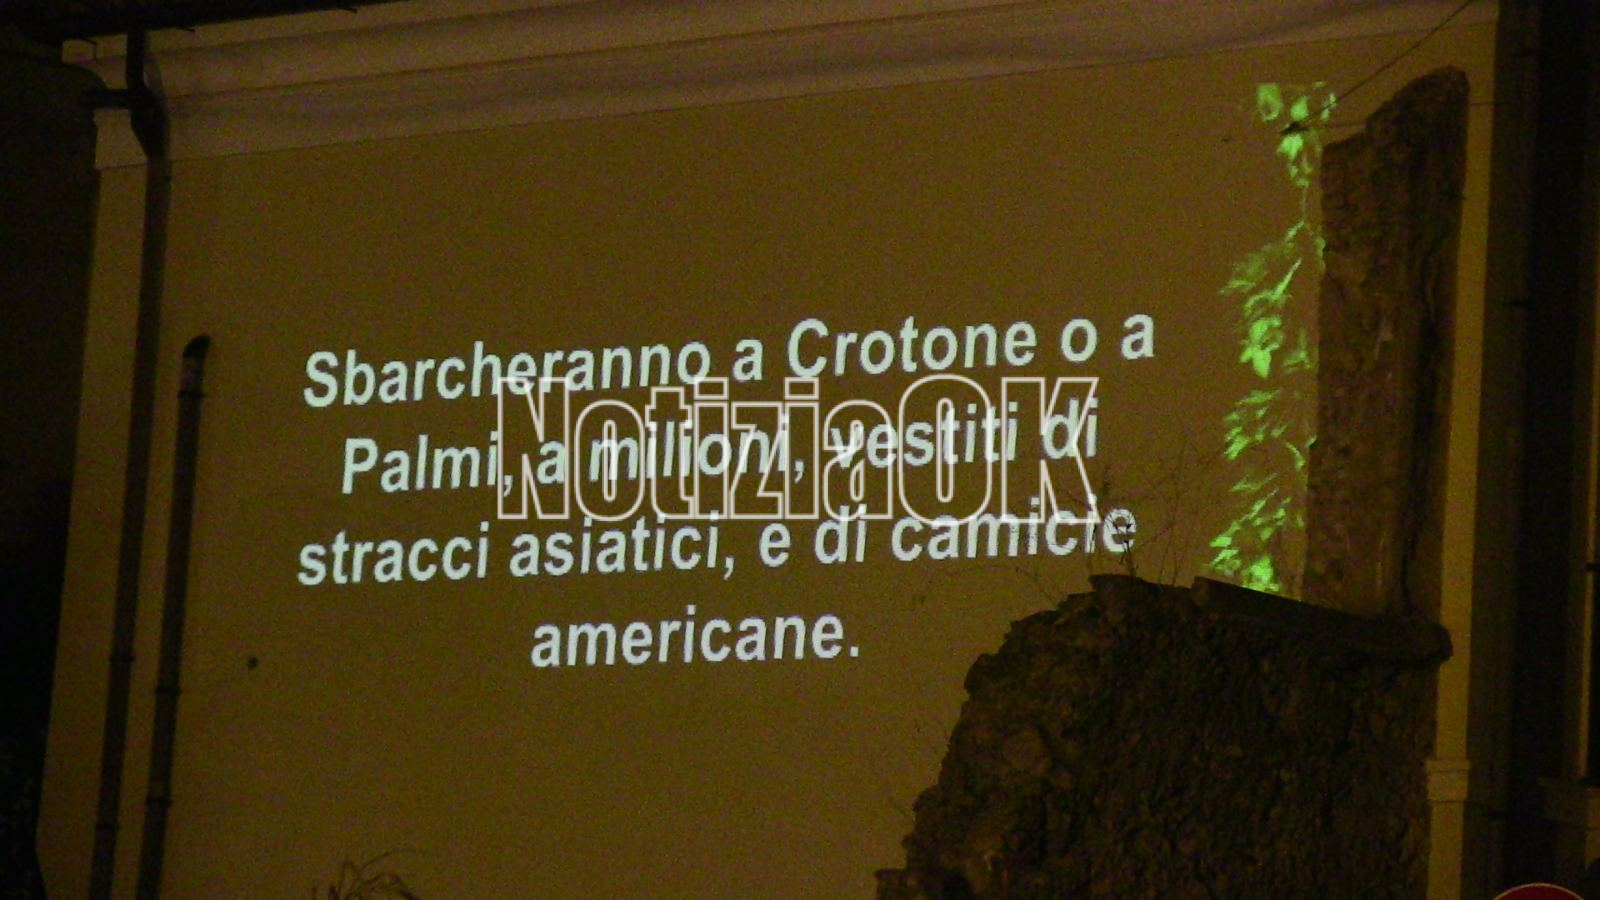 Sbarcheranno a Crotone o a
Palmi, a milioni, vestiti di
stracci asiatici, e di camicie
americane.
NotiziaOK